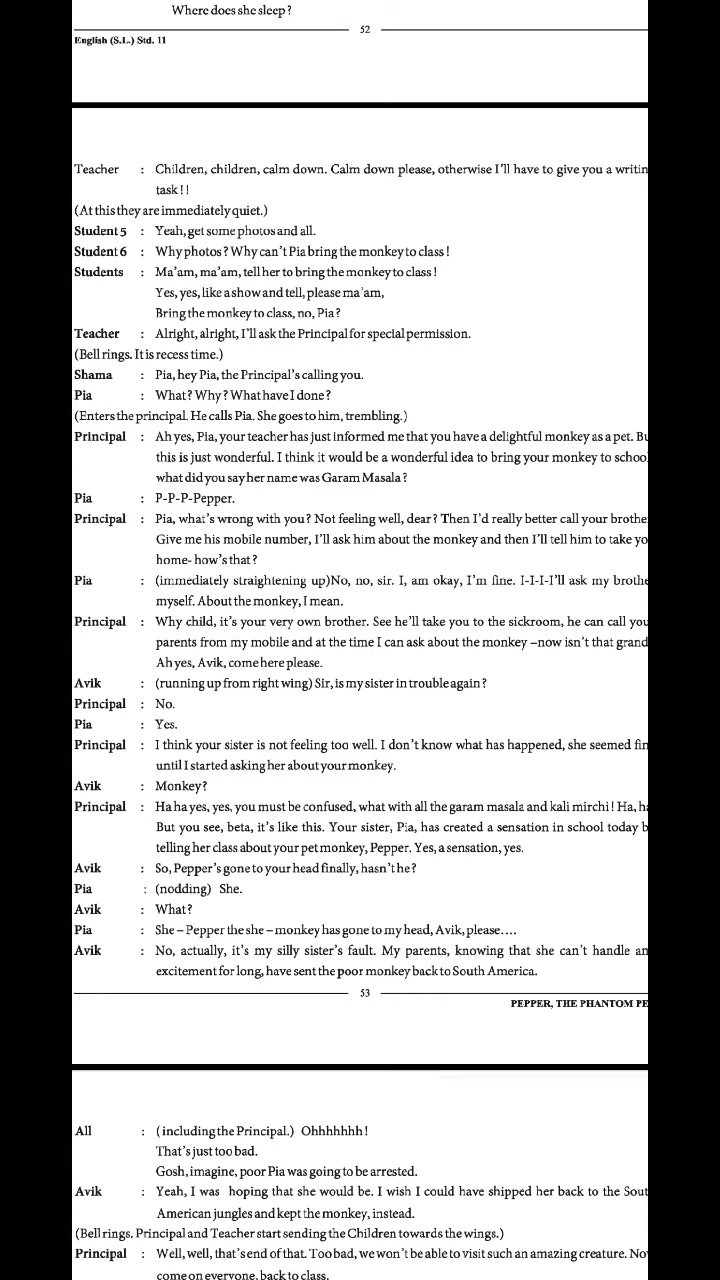 Where does she sleep?
52
English (S.L.) Std. 11
Teacher : Children, children, calm down. Calm down please, otherwise I'll have to give you a writin
task!!
(At this they are immediately quiet.)
Student 5 : Yeah, get some photos and all.
Student 6 : Why photos? Why can't Pia bring the monkey to class!
Students : Ma'am, ma'am, tell her to bring the monkey to class!
Yes, yes, like a show and tell, please ma'am,
Bring the monkey to class, no, Pia?
Teacher : Alright, alright, I'll ask the Principal for special permission.
(Bell rings. It is recess time.)
Shama : Pia, hey Pia, the Principal's calling you.
Pia : What? Why? What have I done?
(Enters the principal. He calls Pia. She goes to him, trembling.)
Principal : Ah yes, Pia, your teacher has just informed me that you have a delightful monkey as a pet. Bu
this is just wonderful. I think it would be a wonderful idea to bring your monkey to school
what did you say her name was Garam Masala?
Pia : P-P-P-Pepper.
Principal : Pia, what's wrong with you? Not feeling well, dear? Then I'd really better call your brothe
Give me his mobile number, I'll ask him about the monkey and then I'll tell him to take yo
home- how's that?
Pia : (immediately straightening up)No, no, sir. I, am okay, I'm fine. I-I-I-I'll ask my brothe
myself. About the monkey, I mean.
Principal : Why child, it's your very own brother. See he'll take you to the sickroom, he can call you
parents from my mobile and at the time I can ask about the monkey –now isn't that grand
Ah yes, Avik, come here please.
Avik : (running up from right wing) Sir, is my sister in trouble again?
Principal : No.
Pia : Yes.
Principal : I think your sister is not feeling too well. I don't know what has happened, she seemed fin
until I started asking her about your monkey.
Avik : Monkey?
Principal : Ha ha yes, yes, you must be confused, what with all the garam masala and kali mirchi! Ha, ha
But you see, beta, it's like this. Your sister, Pia, has created a sensation in school today b
telling her class about your pet monkey, Pepper. Yes, a sensation, yes.
Avik : So, Pepper's gone to your head finally, hasn't he?
Pia : (nodding) She.
Avik : What?
Pia : She – Pepper the she – monkey has gone to my head, Avik, please....
Avik : No, actually, it's my silly sister's fault. My parents, knowing that she can't handle an
excitement for long, have sent the poor monkey back to South America.
53
PEPPER, THE PHANTOM PE
All : ( including the Principal.) Ohhhhhhh!
That's just too bad.
Gosh, imagine, poor Pia was going to be arrested.
Avik : Yeah, I was hoping that she would be. I wish I could have shipped her back to the Sout
American jungles and kept the monkey, instead.
(Bell rings. Principal and Teacher start sending the Children towards the wings.)
Principal : Well, well, that's end of that. Too bad, we won't be able to visit such an amazing creature. No
come on everyone, back to class.